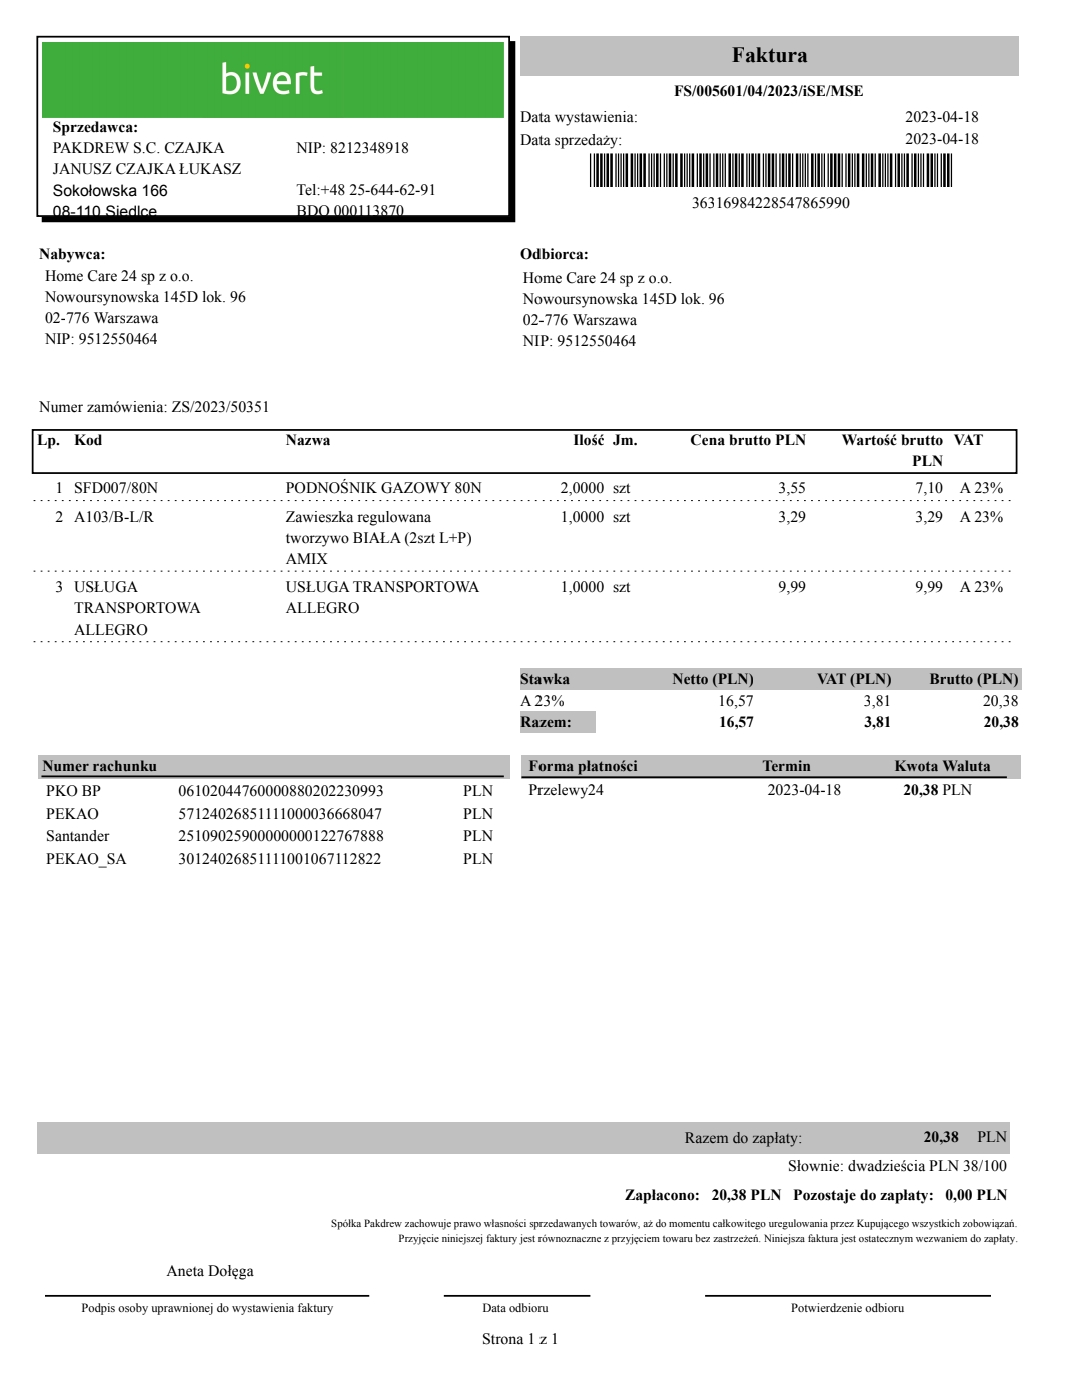 bivert
Sprzedawca:
PAKDREW S.C. CZAJKA NIP: 8212348918
JANUSZ CZAJKA ŁUKASZ
Sokołowska 166 Tel:+48 25-644-62-91
08-110 Siedlce BDO 000113870
Faktura
FS/005601/04/2023/iSE/MSE
Data wystawienia: 2023-04-18
Data sprzedaży: 2023-04-18
36316984228547865990
Nabywca:
Home Care 24 sp z o.o.
Nowoursynowska 145D lok. 96
02-776 Warszawa
NIP: 9512550464
Odbiorca:
Home Care 24 sp z o.o.
Nowoursynowska 145D lok. 96
02-776 Warszawa
NIP: 9512550464
Numer zamówienia: ZS/2023/50351
Lp. Kod Nazwa Ilość Jm. Cena brutto PLN Wartość brutto VAT
PLN
1 SFD007/80N PODNOŚNIK GAZOWY 80N 2,0000 szt 3,55 7,10 A 23%
2 A103/B-L/R Zawieszka regulowana 1,0000 szt 3,29 3,29 A 23%
tworzywo BIAŁA (2szt L+P)
AMIX
3 USŁUGA USŁUGA TRANSPORTOWA 1,0000 szt 9,99 9,99 A 23%
TRANSPORTOWA ALLEGRO
ALLEGRO
Stawka Netto (PLN) VAT (PLN) Brutto (PLN)
A 23% 16,57 3,81 20,38
Razem: 16,57 3,81 20,38
Numer rachunku
PKO BP 06102044760000880202230993 PLN
PEKAO 57124026851111000036668047 PLN
Santander 25109025900000000122767888 PLN
PEKAO_SA 30124026851111001067112822 PLN
Forma płatności Termin Kwota Waluta
Przelewy24 2023-04-18 20,38 PLN
Razem do zapłaty: 20,38 PLN
Słownie: dwadzieścia PLN 38/100
Zapłacono: 20,38 PLN Pozostaje do zapłaty: 0,00 PLN
Spółka Pakdrew zachowuje prawo własności sprzedawanych towarów, aż do momentu całkowitego uregulowania przez Kupującego wszystkich zobowiązań.
Przyjęcie niniejszej faktury jest równoznaczne z przyjęciem towaru bez zastrzeżeń. Niniejsza faktura jest ostatecznym wezwaniem do zapłaty.
Aneta Dołęga
Podpis osoby uprawnionej do wystawienia faktury Data odbioru Potwierdzenie odbioru
Strona 1 z 1